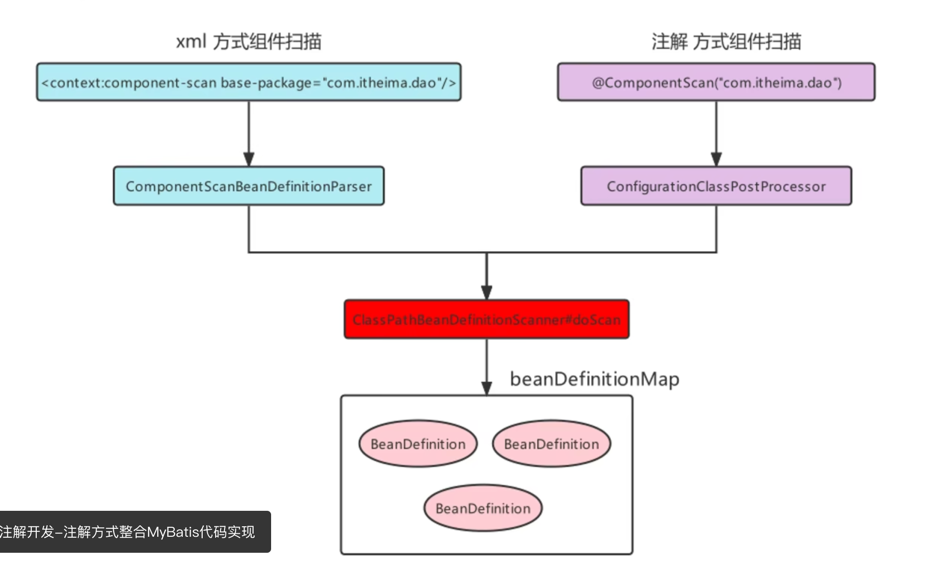 xml 方式组件扫描
注解 方式组件扫描
<context:component-scan base-package="com.itheima.dao"/>
@ComponentScan("com.itheima.dao")
ComponentScanBeanDefinitionParser
ConfigurationClassPostProcessor
ClassPathBeanDefinitionScanner#doScan
beanDefinitionMap
BeanDefinition
BeanDefinition
BeanDefinition
注解开发-注解方式整合MyBatis代码实现